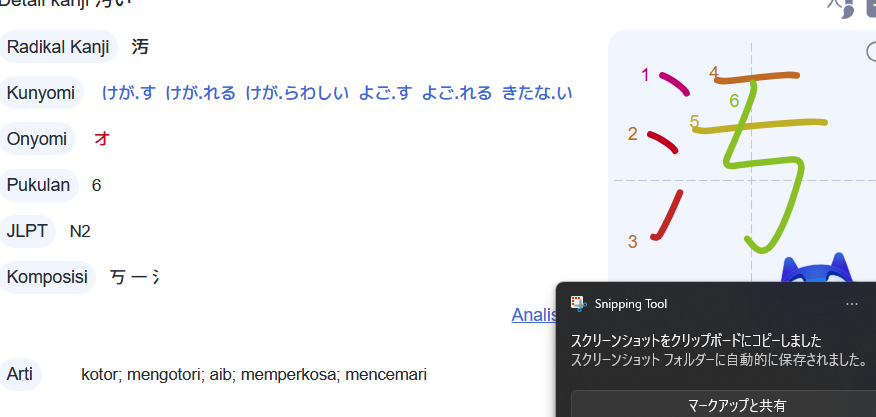 Detail kanji 汚い
Radikal Kanji 汚
Kunyomi けが.す けが.れる けが.らわしい よご.す よご.れる きたな.い
Onyomi オ
Pukulan 6
JLPT N2
Komposisi 丂 一 氵
Arti kotor; mengotori; aib; memperkosa; mencemari
1
4
6
5
2
3
Snipping Tool
スクリーンショットをクリップボードにコピーしました
スクリーンショット フォルダーに自動的に保存されました。
マークアップと共有